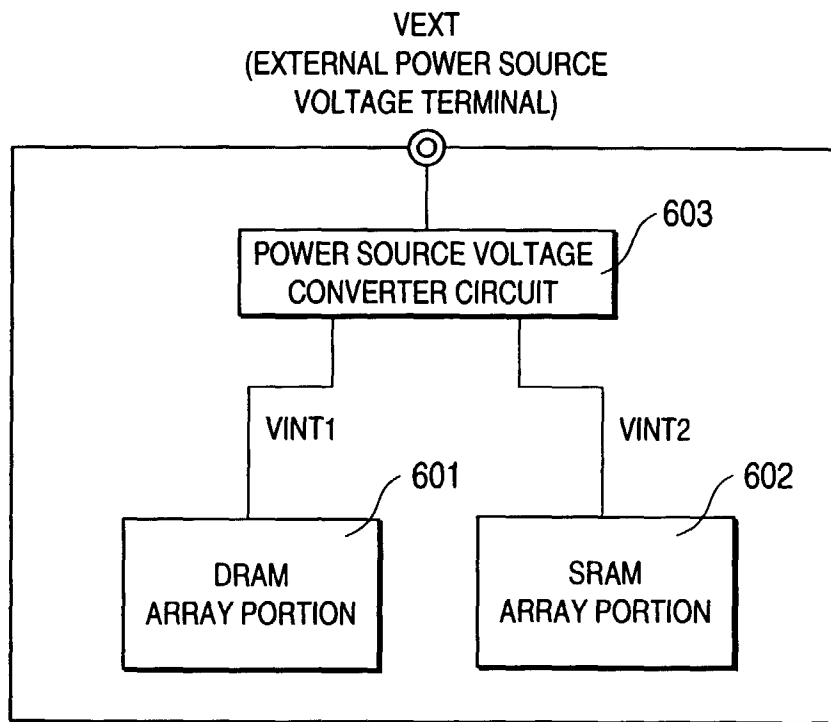 VEXT
(EXTERNAL POWER SOURCE
VOLTAGE TERMINAL)
603
POWER SOURCE VOLTAGE
CONVERTER CIRCUIT
VINT1
VINT2
601
602
DRAM
ARRAY PORTION
SRAM
ARRAY PORTION